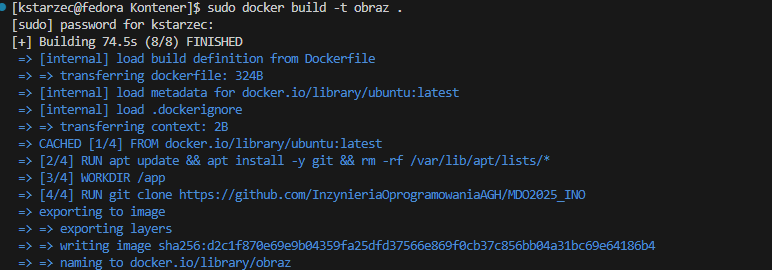 [kstarzec@fedora Kontener]$ sudo docker build -t obraz .
[sudo] password for kstarzec:
[+] Building 74.5s (8/8) FINISHED
=> [internal] load build definition from Dockerfile
=> => transferring dockerfile: 324B
=> [internal] load metadata for docker.io/library/ubuntu:latest
=> [internal] load .dockerignore
=> => transferring context: 2B
=> CACHED [1/4] FROM docker.io/library/ubuntu:latest
=> [2/4] RUN apt update && apt install -y git && rm -rf /var/lib/apt/lists/*
=> [3/4] WORKDIR /app
=> [4/4] RUN git clone https://github.com/InzynieriaOprogramowaniaAGH/MDO2025_INO
=> exporting to image
=> => exporting layers
=> => writing image sha256:d2c1f870e69e9b04359fa25dfd37566e869f0cb37c856bb04a31bc69e64186b4
=> => naming to docker.io/library/obraz